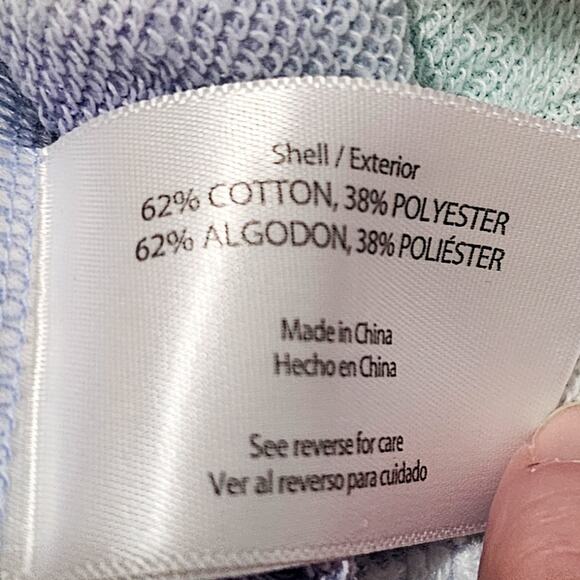 Shell / Exterior
62% COTTON, 38% POLYESTER
62% ALGODON, 38% POLIÉSTER
Made in China
Hecho en China
See reverse for care
Ver al reverso para cuidado